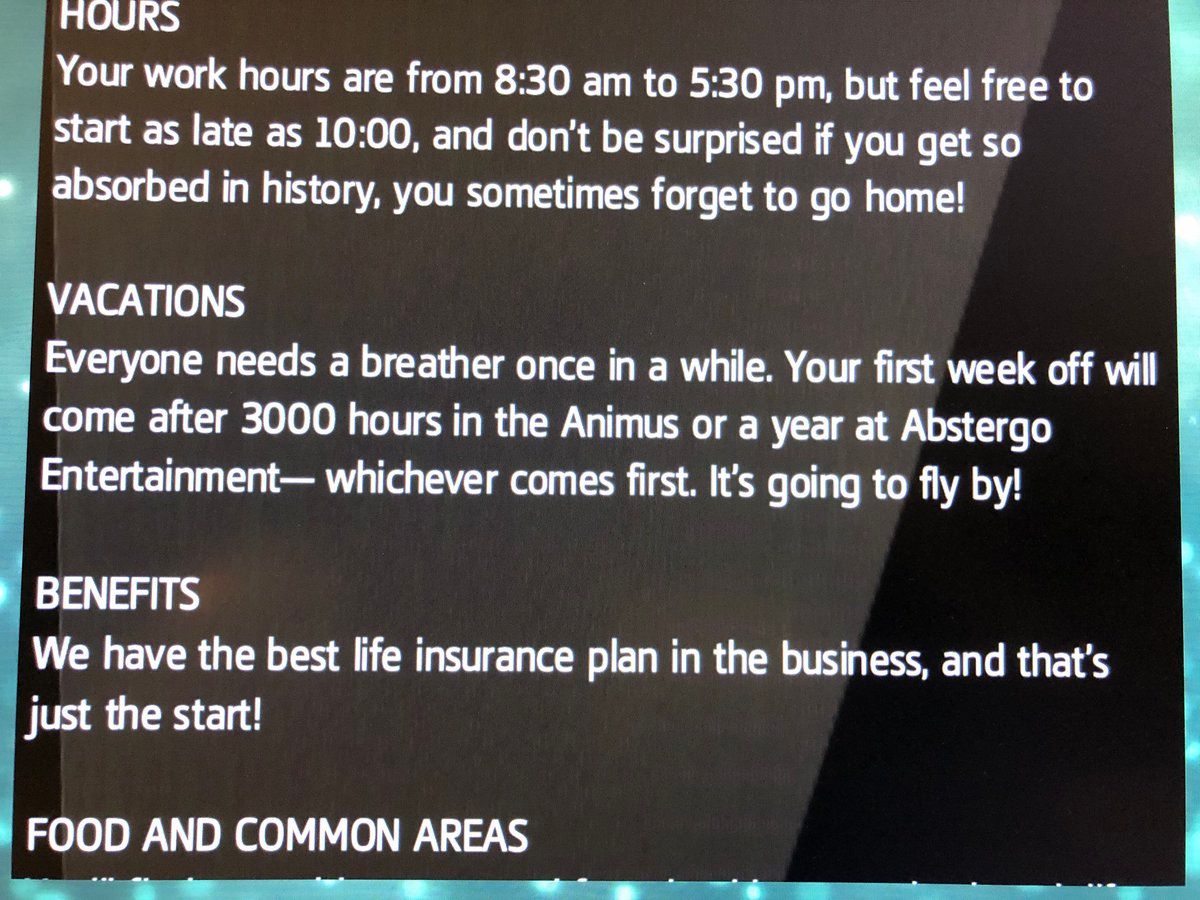 HOURS
Your work hours are from 8:30 am to 5:30 pm, but feel free to
start as late as 10:00, and don't be surprised if you get so
absorbed in history, you sometimes forget to go home!
VACATIONS
Everyone needs a breather once in a while. Your first week off will
come after 3000 hours in the Animus or a year at Abstergo
Entertainment— whichever comes first. It's going to fly by!
BENEFITS
We have the best life insurance plan in the business, and that's
just the start!
FOOD AND COMMON AREAS